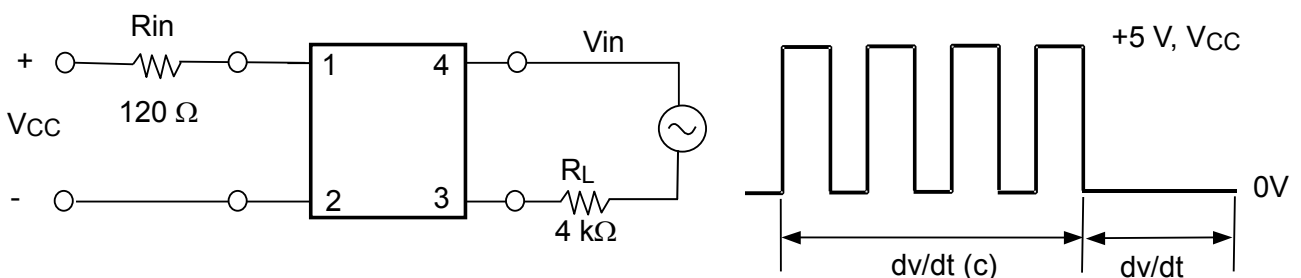 Rin
Vin
+5 V, VCC
+
1
4
120 Ω
VCC
RL
-
2
3
0V
4 kΩ
dv/dt (c)
dv/dt